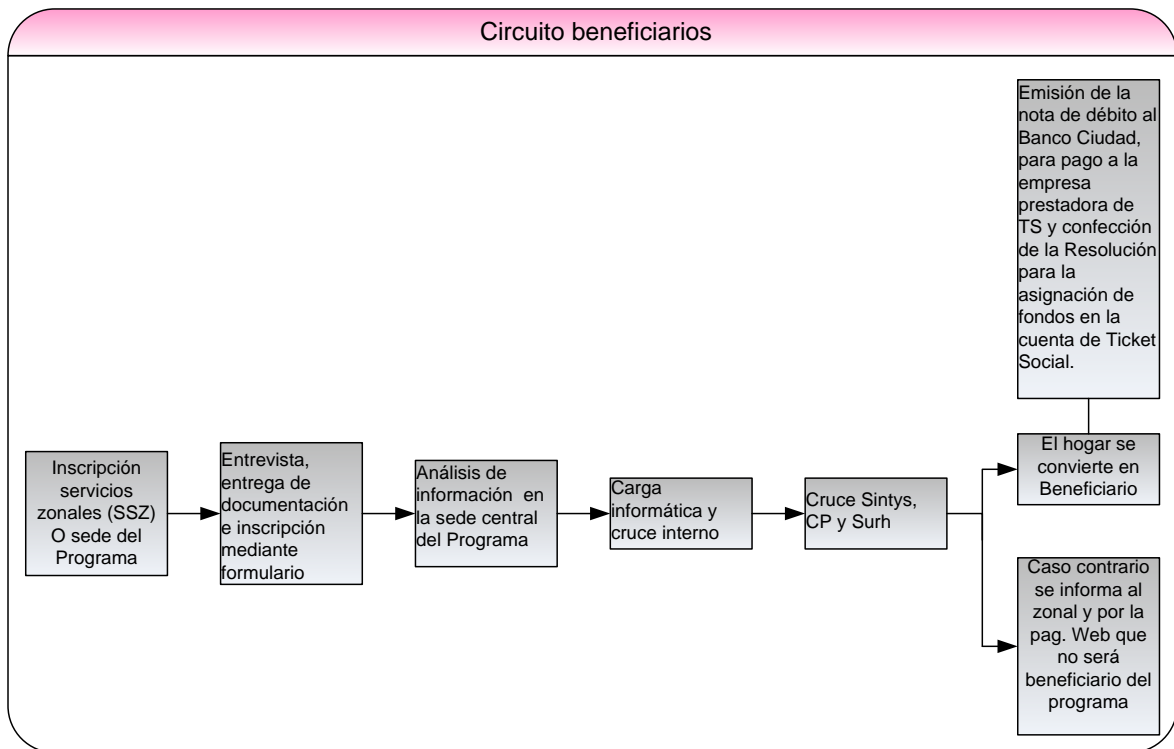 Circuito beneficiarios
Inscripción
servicios
zonales (SSZ)
O sede del
Programa
Entrevista,
entrega de
documentación
e inscripción
mediante
formulario
Análisis de
información en
la sede central
del Programa
Carga
informática y
cruce interno
Cruce Sintys,
CP y Surh
Emisión de la
nota de débito al
Banco Ciudad,
para pago a la
empresa
prestadora de
TS y confección
de la Resolución
para la
asignación de
fondos en la
cuenta de Ticket
Social.
El hogar se
convierte en
Beneficiario
Caso contrario
se informa al
zonal y por la
pag. Web que
no será
beneficiario del
programa